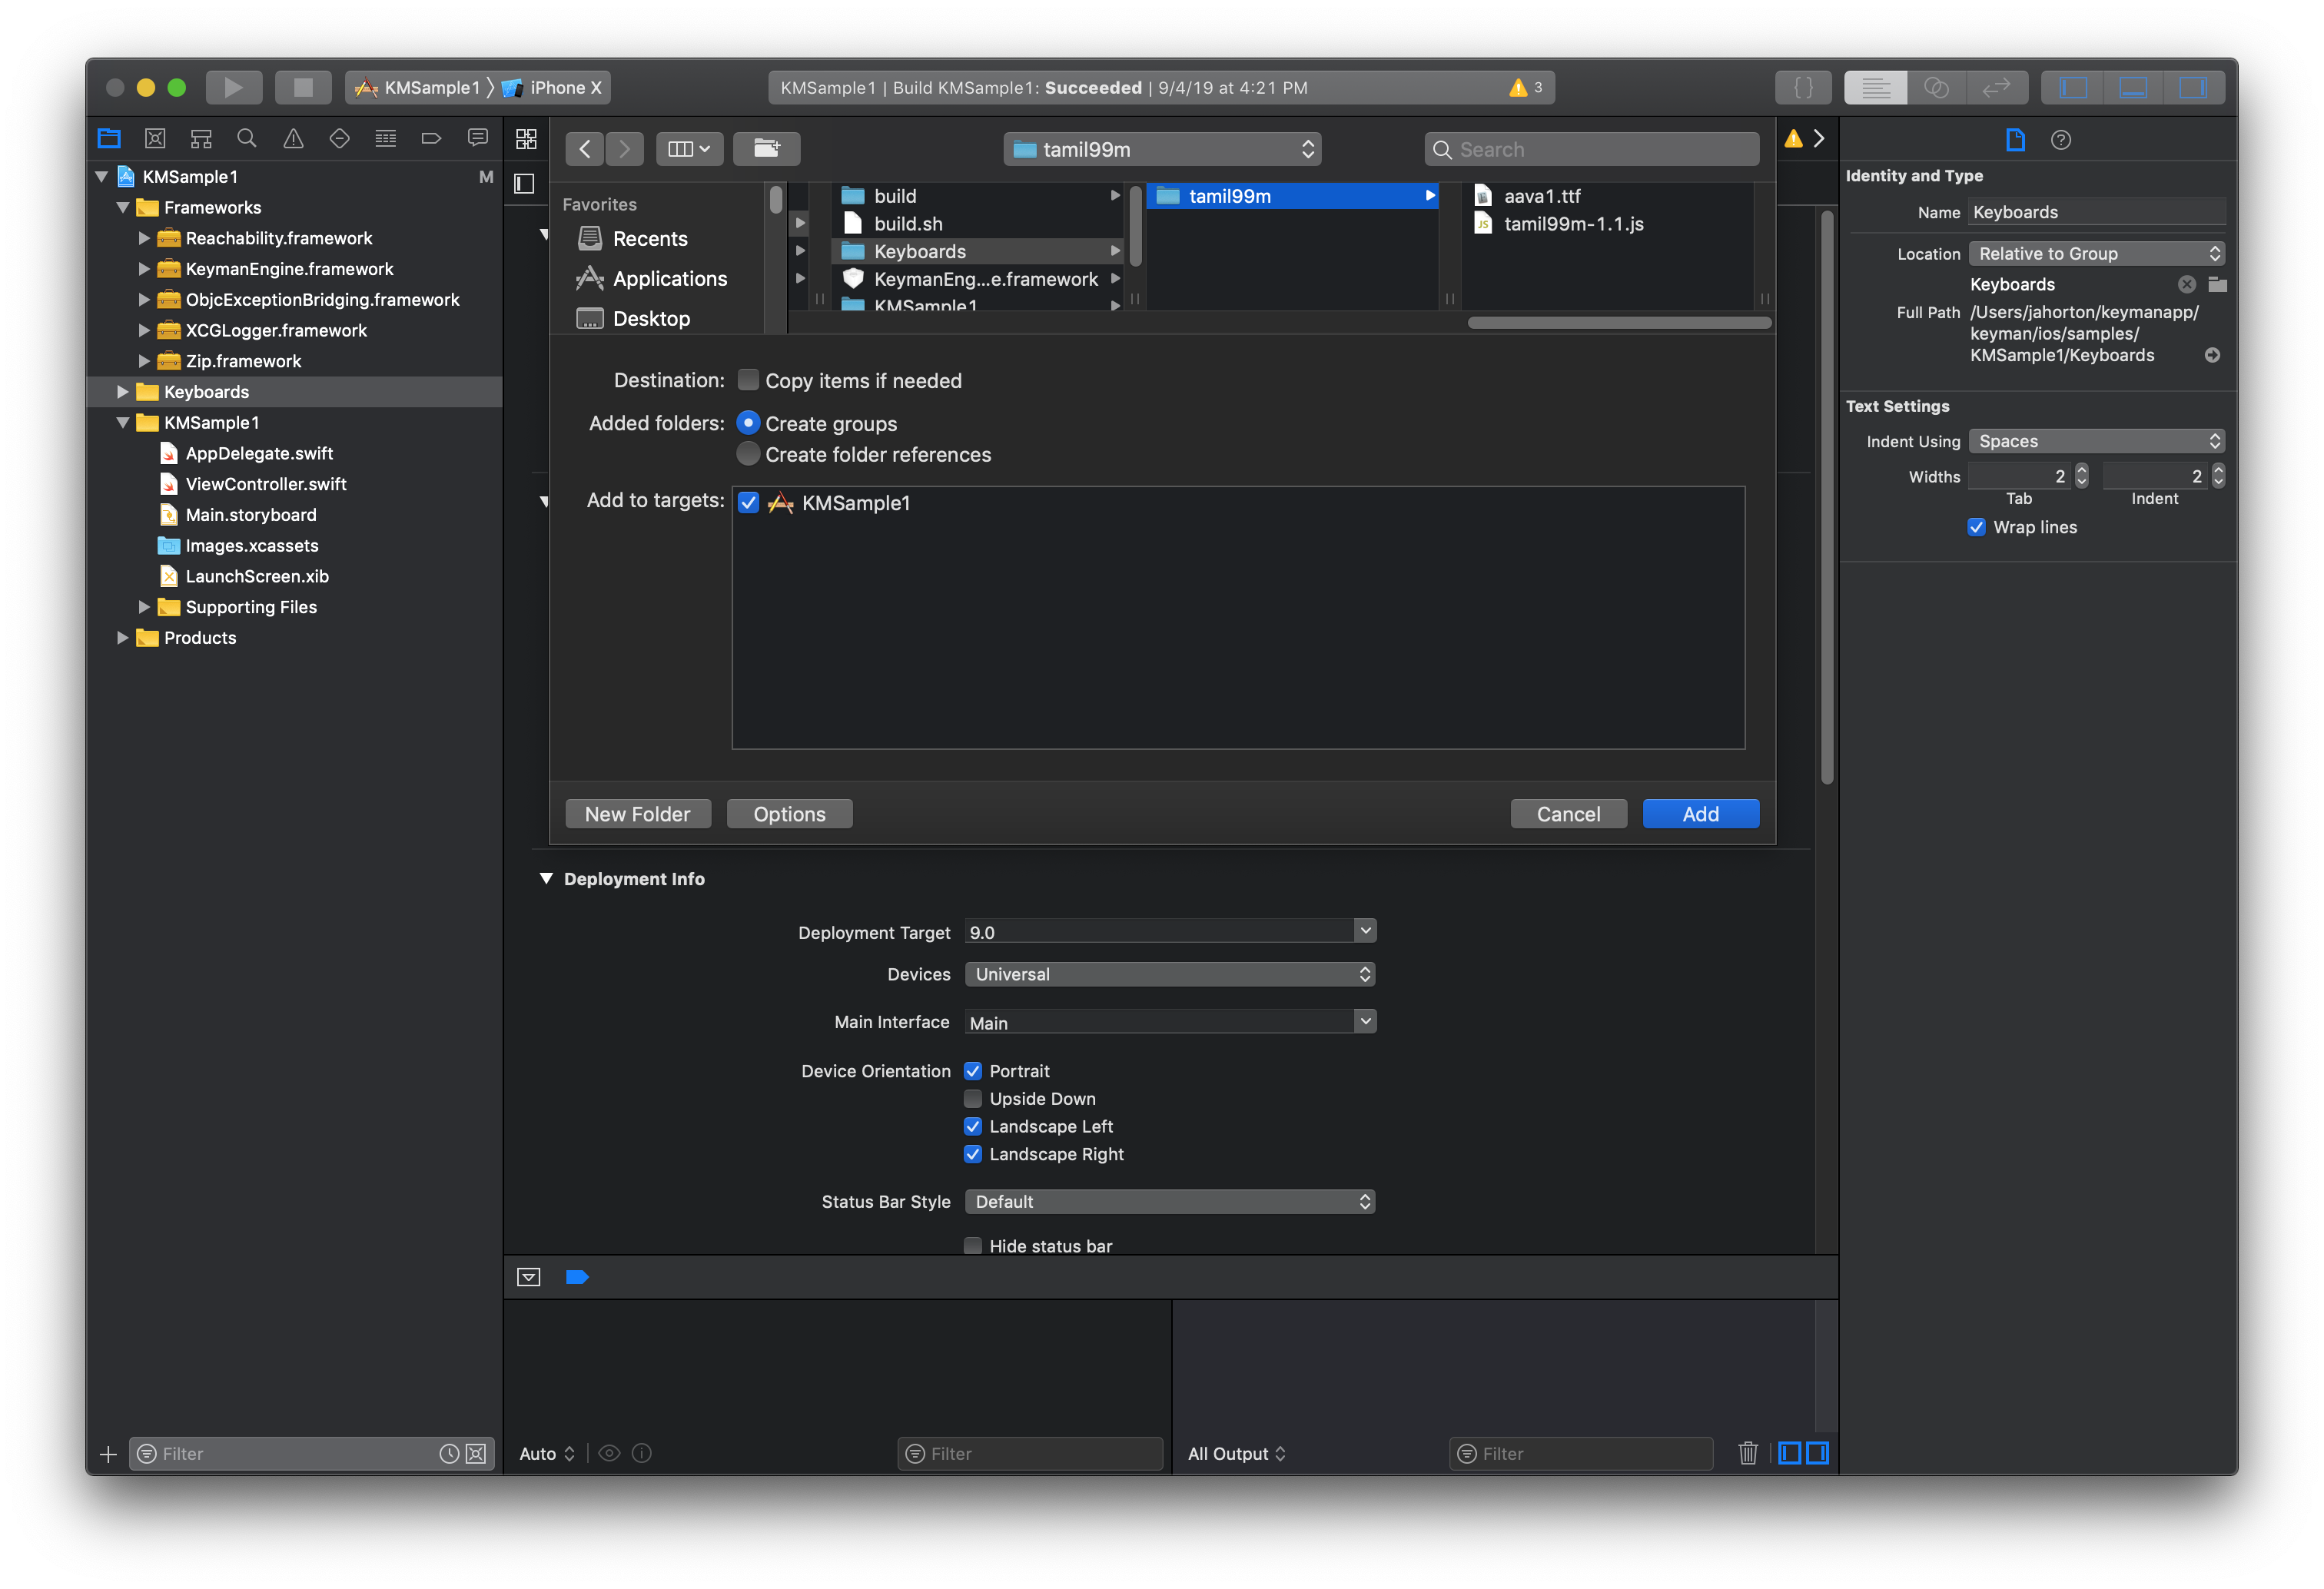 KMSample1 iPhone X
KMSample1 | Build KMSample1: Succeeded | 9/4/19 at 4:21 PM 3
KMSample1 M
Frameworks
Reachability.framework
KeymanEngine.framework
ObjcExceptionBridging.framework
XCGLogger.framework
Zip.framework
Keyboards
KMSample1
AppDelegate.swift
ViewController.swift
Main.storyboard
Images.xcassets
LaunchScreen.xib
Supporting Files
Products
Filter
tamil99m
Search
Favorites
Recents
Applications
Desktop
build
build.sh
Keyboards
KeymanEng...e.framework
KMSample1
tamil99m
aava1.ttf
JS tamil99m-1.1.js
Destination: Copy items if needed
Added folders: Create groups
Create folder references
Add to targets: KMSample1
New Folder Options Cancel Add
Deployment Info
Deployment Target 9.0
Devices Universal
Main Interface Main
Device Orientation Portrait
Upside Down
Landscape Left
Landscape Right
Status Bar Style Default
Hide status bar
Auto Filter
All Output Filter
Identity and Type
Name Keyboards
Location Relative to Group
Keyboards
Full Path /Users/jahorton/keymanapp/
keyman/ios/samples/
KMSample1/Keyboards
Text Settings
Indent Using Spaces
Widths 2 2
Tab Indent
Wrap lines